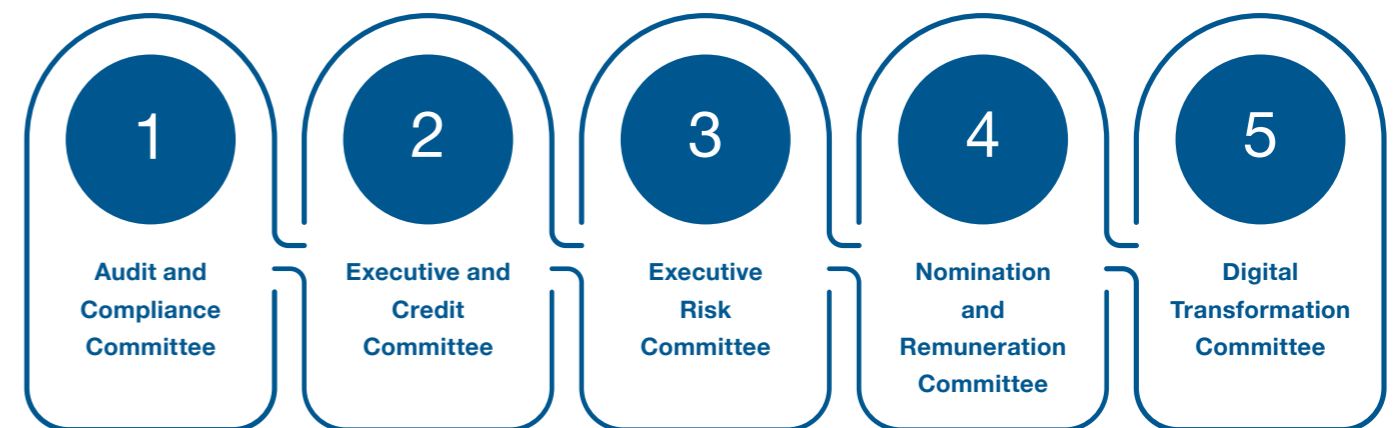 1
Audit and
Compliance
Committee
2
Executive and
Credit
Committee
3
Executive
Risk
Committee
4
Nomination
and
Remuneration
Committee
5
Digital
Transformation
Committee